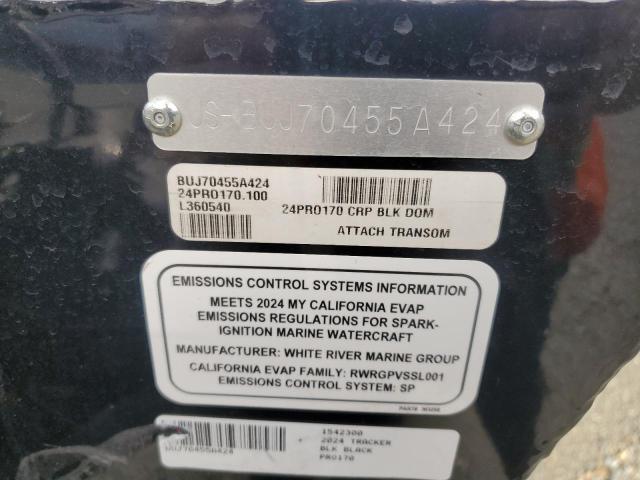 US-BUJ70455A424
BUJ70455A424
24PRO170.100
L360540
24PRO170 CRP BLK DOM
ATTACH TRANSOM
EMISSIONS CONTROL SYSTEMS INFORMATION
MEETS 2024 MY CALIFORNIA EVAP
EMISSIONS REGULATIONS FOR SPARK-
IGNITION MARINE WATERCRAFT
MANUFACTURER: WHITE RIVER MARINE GROUP
CALIFORNIA EVAP FAMILY: RWRGPVSSL001
EMISSIONS CONTROL SYSTEM: SP
1542300
2024 TRACKER
BLK BLACK
PRO170
BUJ70455A424